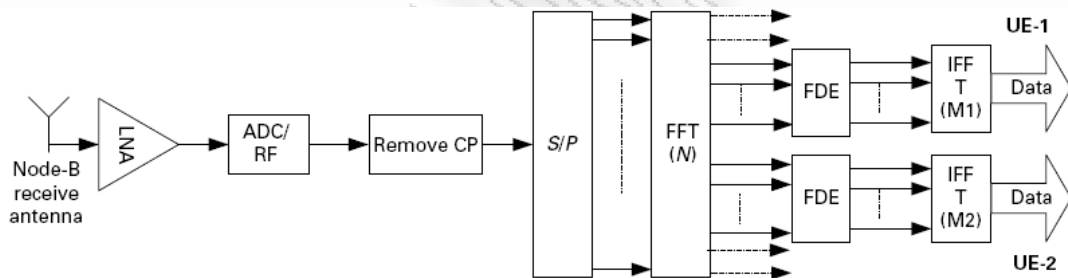 UE-1
LNA
ADC/
RF
Remove CP
S/P
FFT
(N)
FDE
IFF
T
(M1)
Data
Node-B
receive
antenna
FDE
IFF
T
(M2)
Data
UE-2